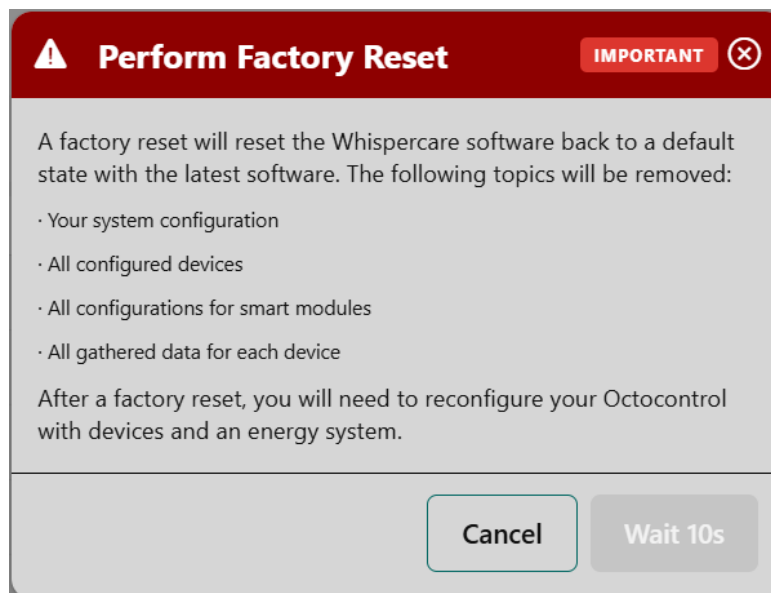 Perform Factory Reset
IMPORTANT
A factory reset will reset the Whispercare software back to a default
state with the latest software. The following topics will be removed:
· Your system configuration
· All configured devices
· All configurations for smart modules
· All gathered data for each device
After a factory reset, you will need to reconfigure your Octocontrol
with devices and an energy system.
Cancel
Wait 10s